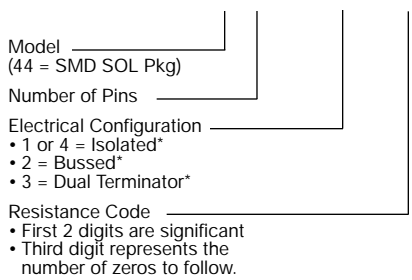 Model
(44 = SMD SOL Pkg)
Number of Pins
Electrical Configuration
• 1 or 4 = Isolated*
• 2 = Bussed*
• 3 = Dual Terminator*
Resistance Code
• First 2 digits are significant
• Third digit represents the
number of zeros to follow.